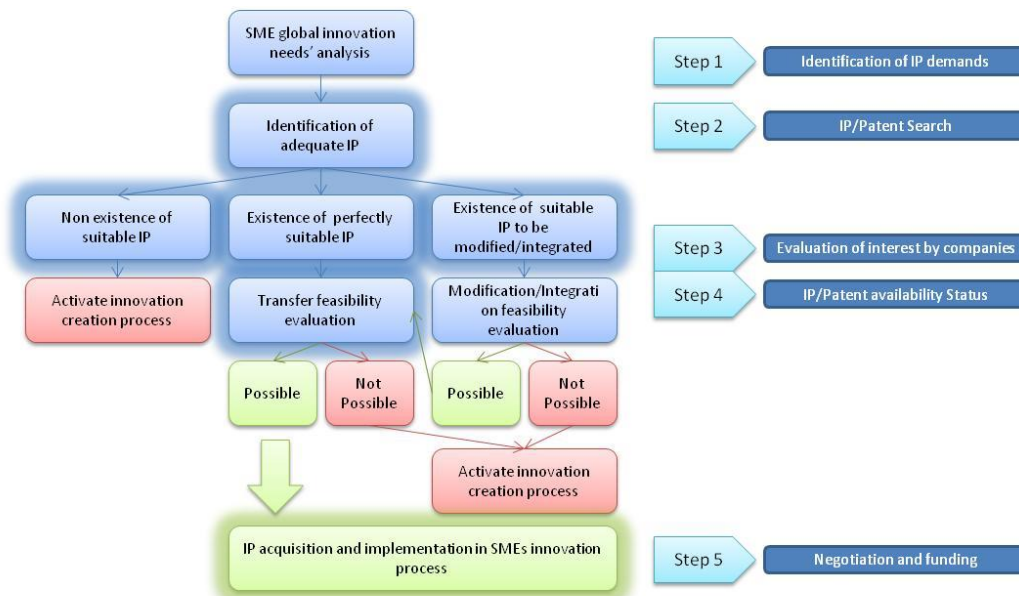 SME global innovation
needs' analysis
Step 1
Identification of IP demands
Identification of
adequate IP
Step 2
IP/Patent Search
Non existence of
suitable IP
Existence of perfectly
suitable IP
Existence of suitable
IP to be
modified/integrated
Step 3
Evaluation of interest by companies
Activate innovation
creation process
Transfer feasibility
evaluation
Modification/Integrati
on feasibility
evaluation
Step 4
IP/Patent availability Status
Possible
Not
Possible
Possible
Not
Possible
Activate innovation
creation process
IP acquisition and implementation in SMEs innovation
process
Step 5
Negotiation and funding